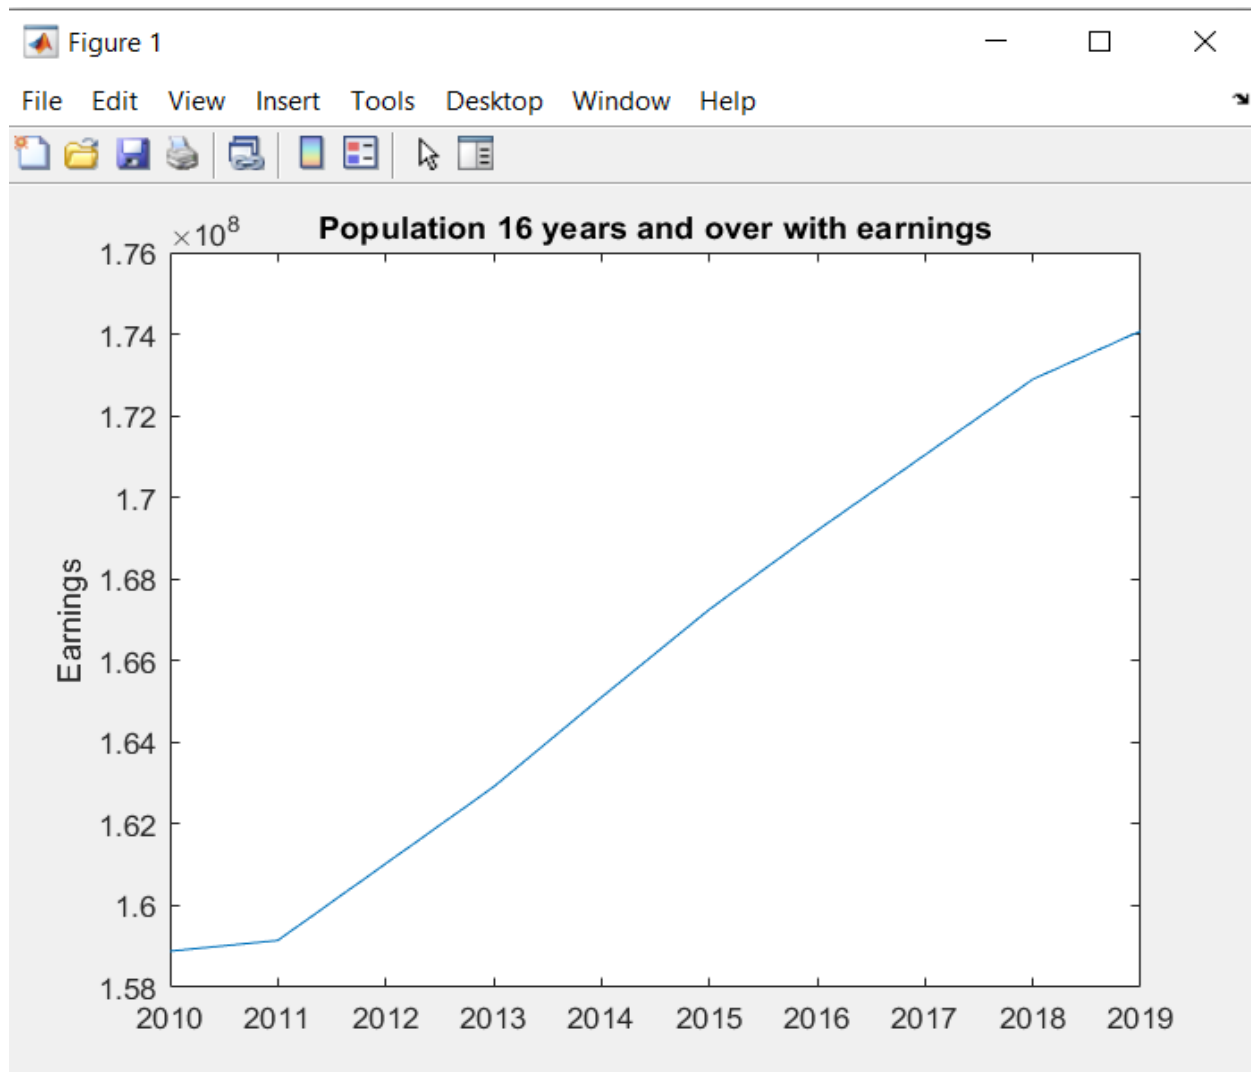 Figure 1
File Edit View Insert Tools Desktop Window Help
×10^8
Population 16 years and over with earnings
1.76
1.74
1.72
1.7
1.68
1.66
1.64
1.62
1.6
1.58
Earnings
2010 2011 2012 2013 2014 2015 2016 2017 2018 2019